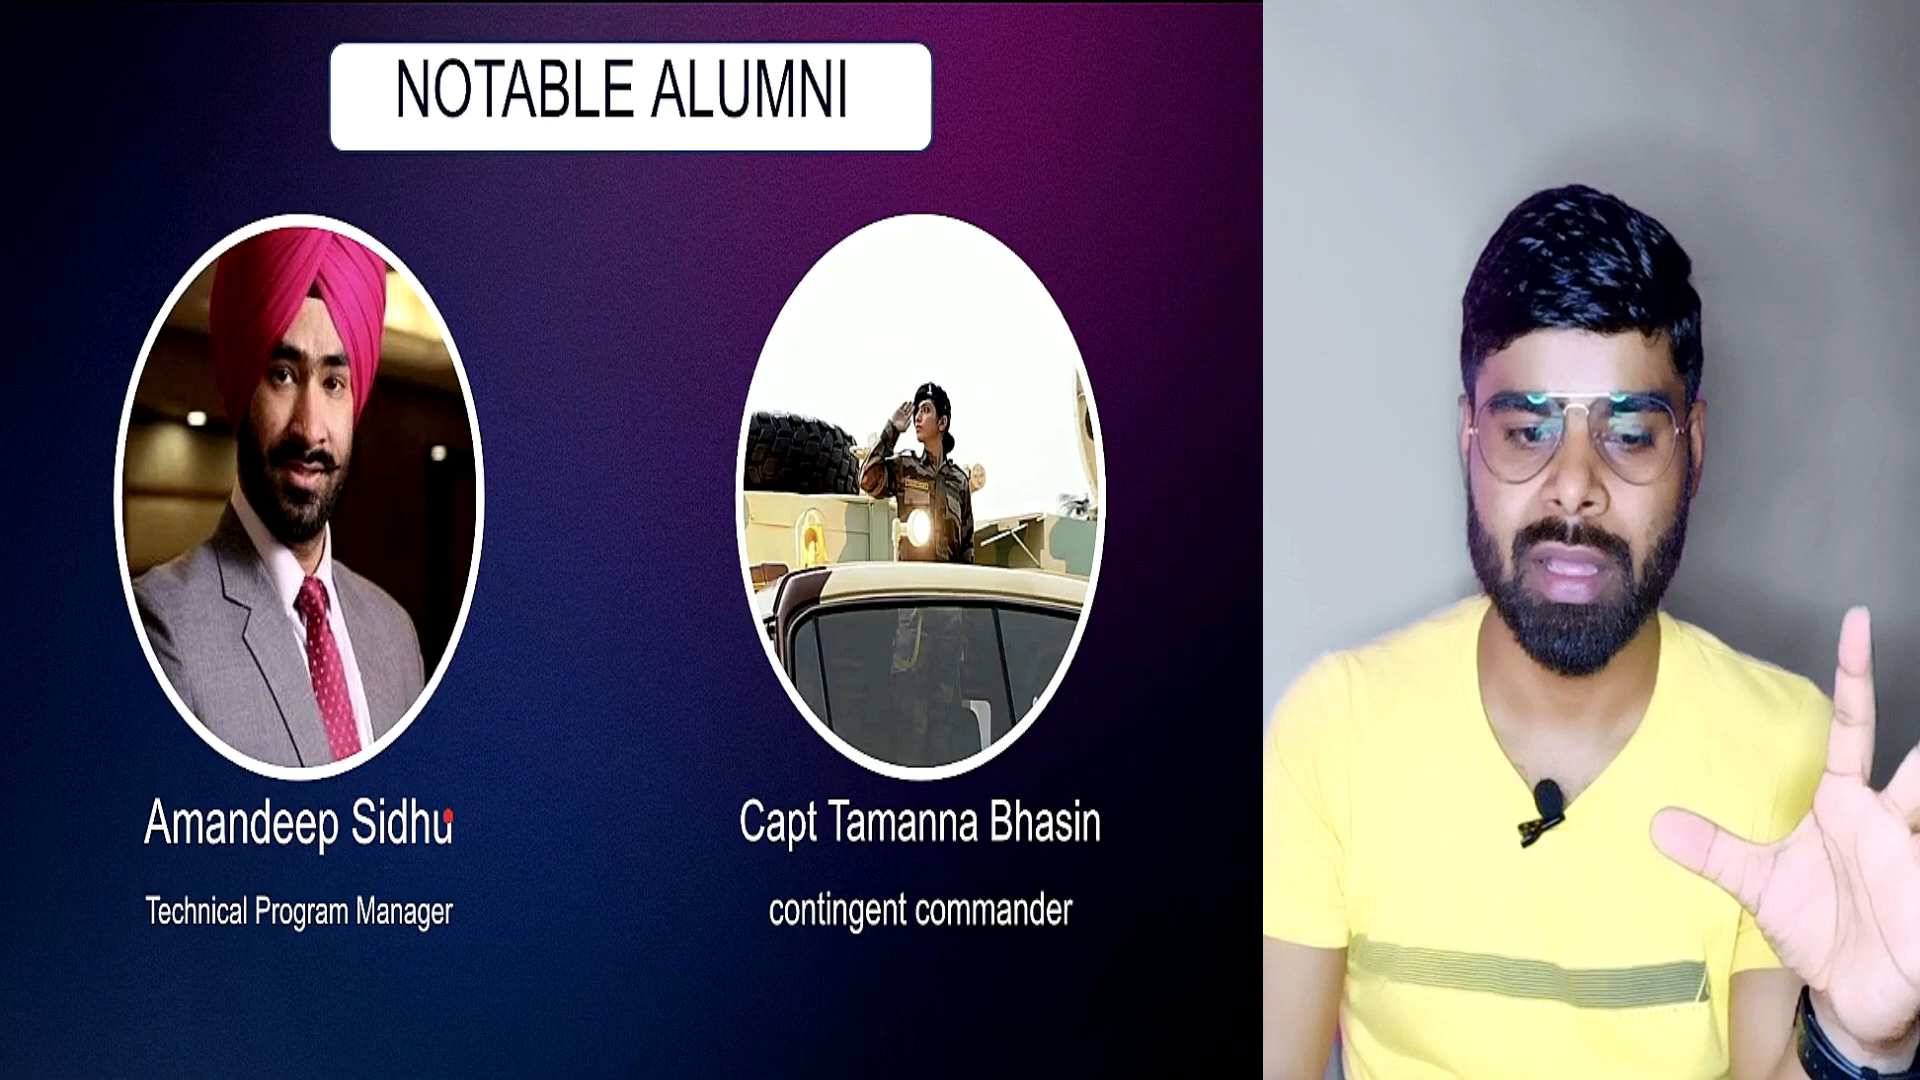 NOTABLE ALUMNI
Amandeep Sidhu
Technical Program Manager
Capt Tamanna Bhasin
contingent commander